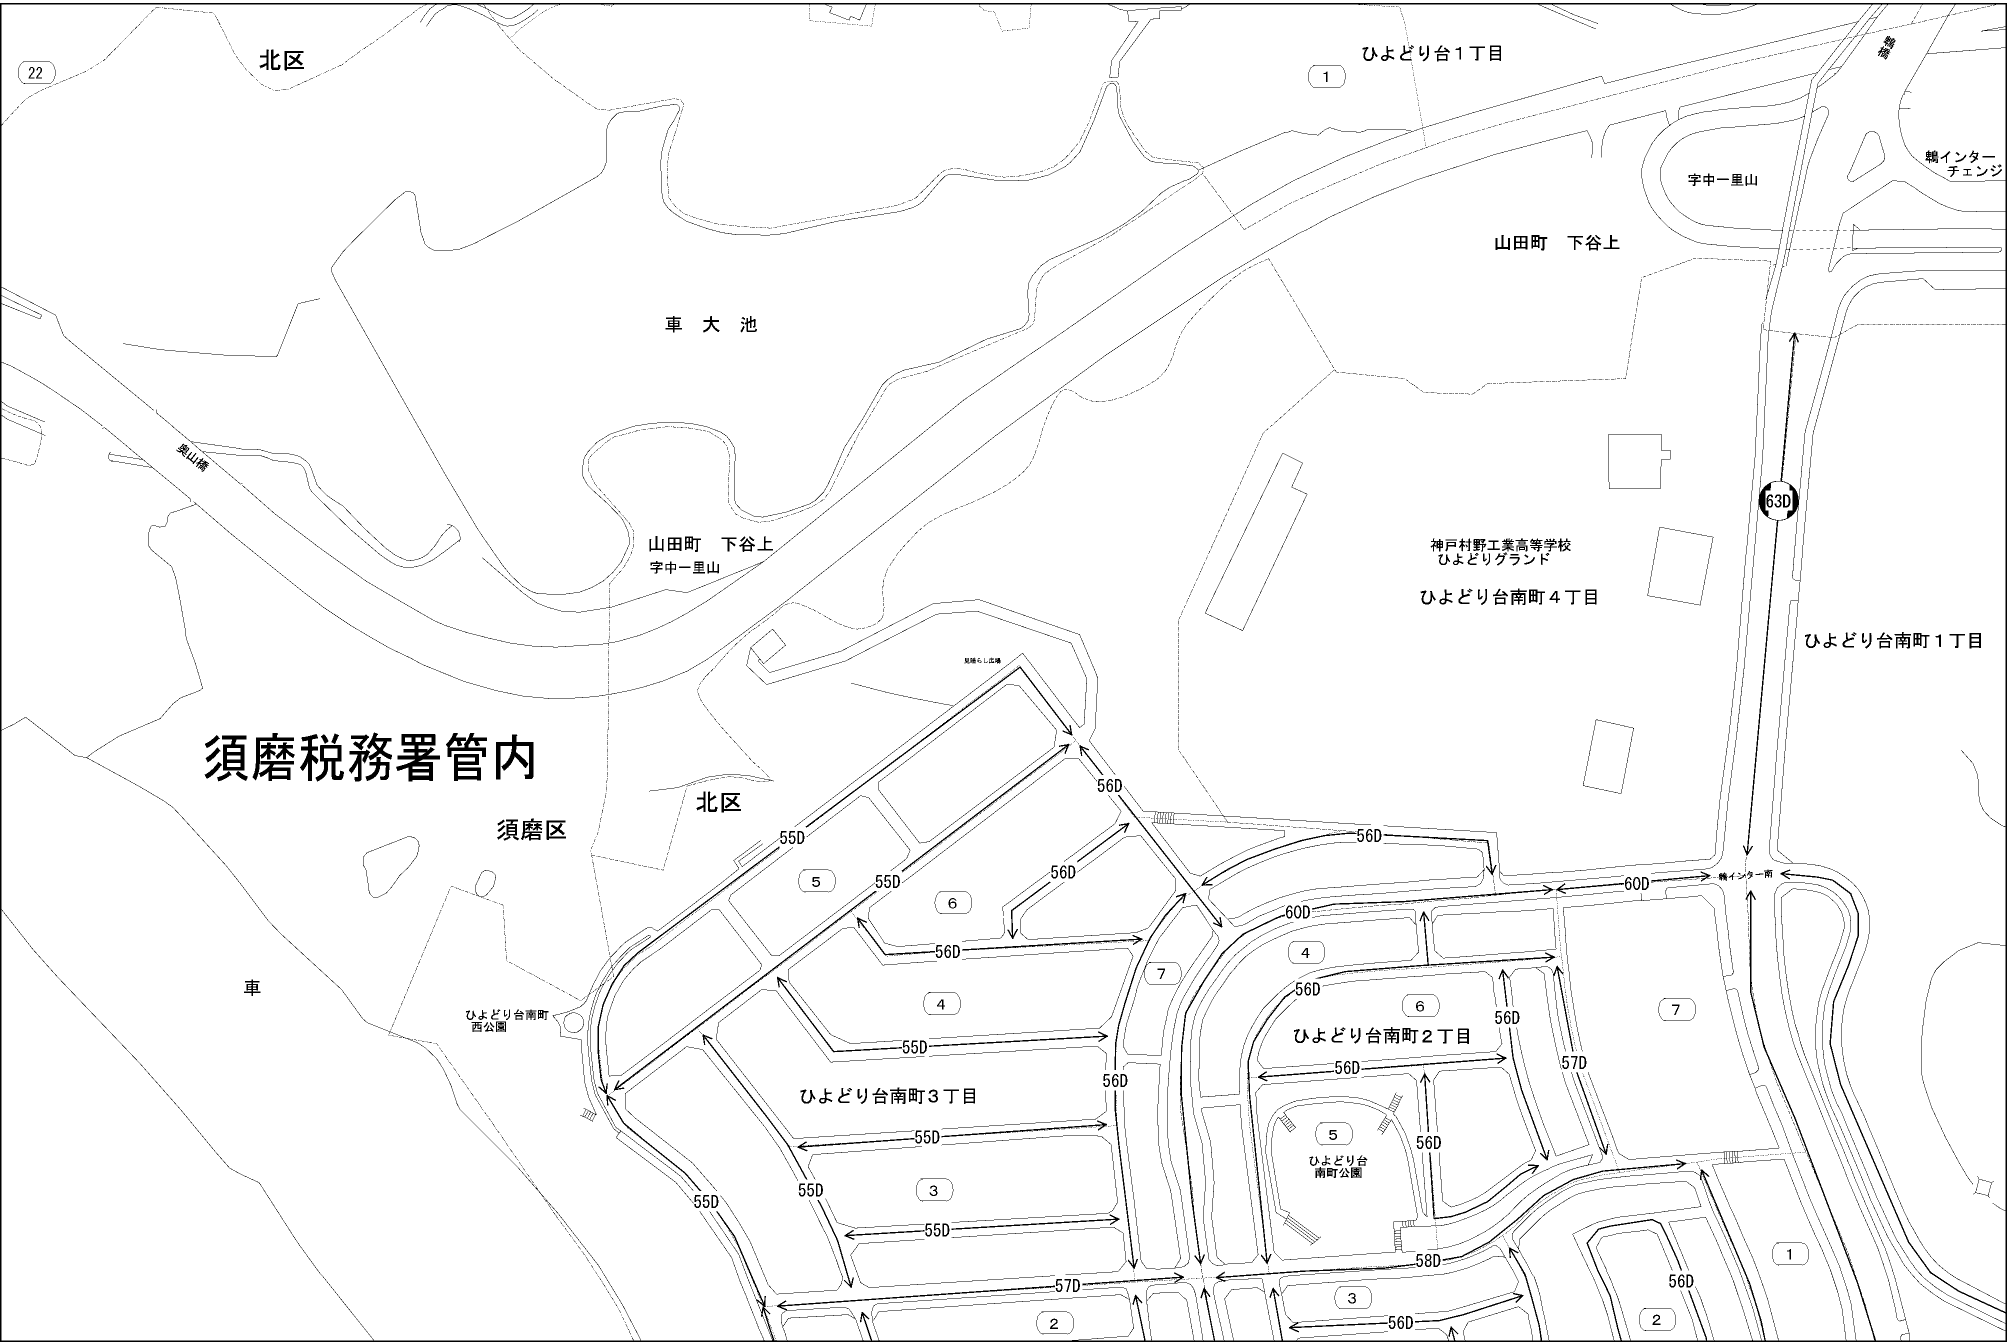 北区
22
ひよどり台1丁目
1
鵯橋
鵯インター
チェンジ
字中一里山
山田町 下谷上
車 大 池
奥山橋
63D
山田町 下谷上
字中一里山
神戸村野工業高等学校
ひよどりグランド
ひよどり台南町4丁目
ひよどり台南町1丁目
見晴らし広場
須磨税務署管内
56D
北区
須磨区
55D
56D
56D
鵯インター南
5
55D
60D
6
60D
56D
4
7
車
56D
4
56D
6
7
ひよどり台南町
西公園
56D
ひよどり台南町2丁目
55D
57D
56D
56D
ひよどり台南町3丁目
55D
5
56D
ひよどり台
南町公園
55D
55D
3
55D
1
58D
57D
56D
3
2
56D
2